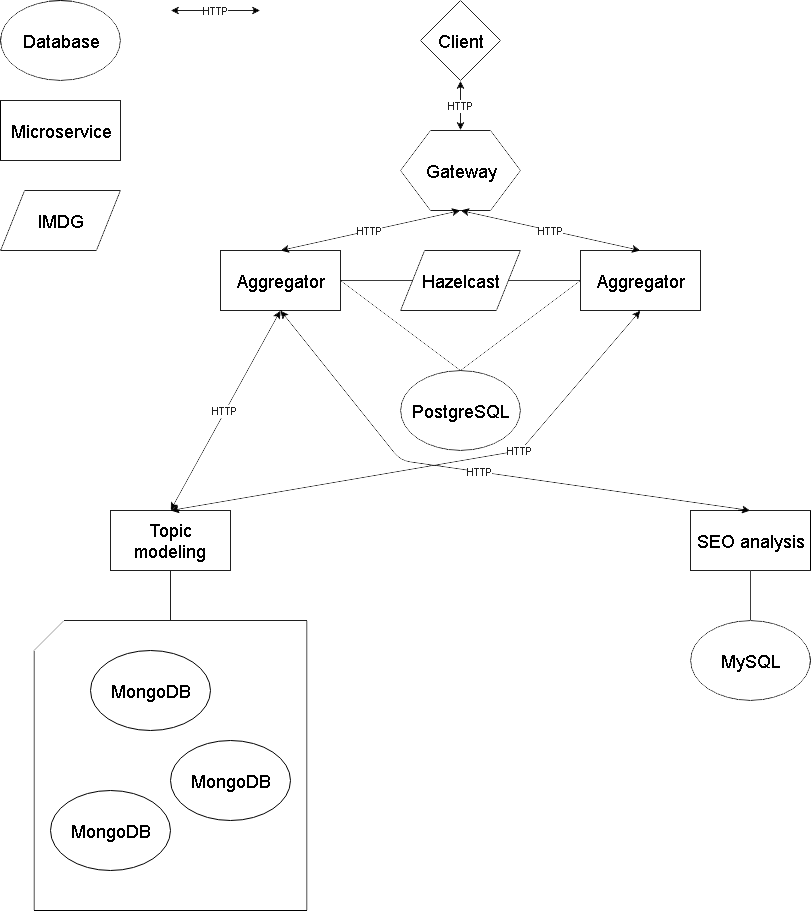 Database
HTTP
Client
Microservice
HTTP
Gateway
IMDG
HTTP
HTTP
Aggregator
Hazelcast
Aggregator
PostgreSQL
HTTP
HTTP
HTTP
Topic
modeling
SEO analysis
MySQL
MongoDB
MongoDB
MongoDB